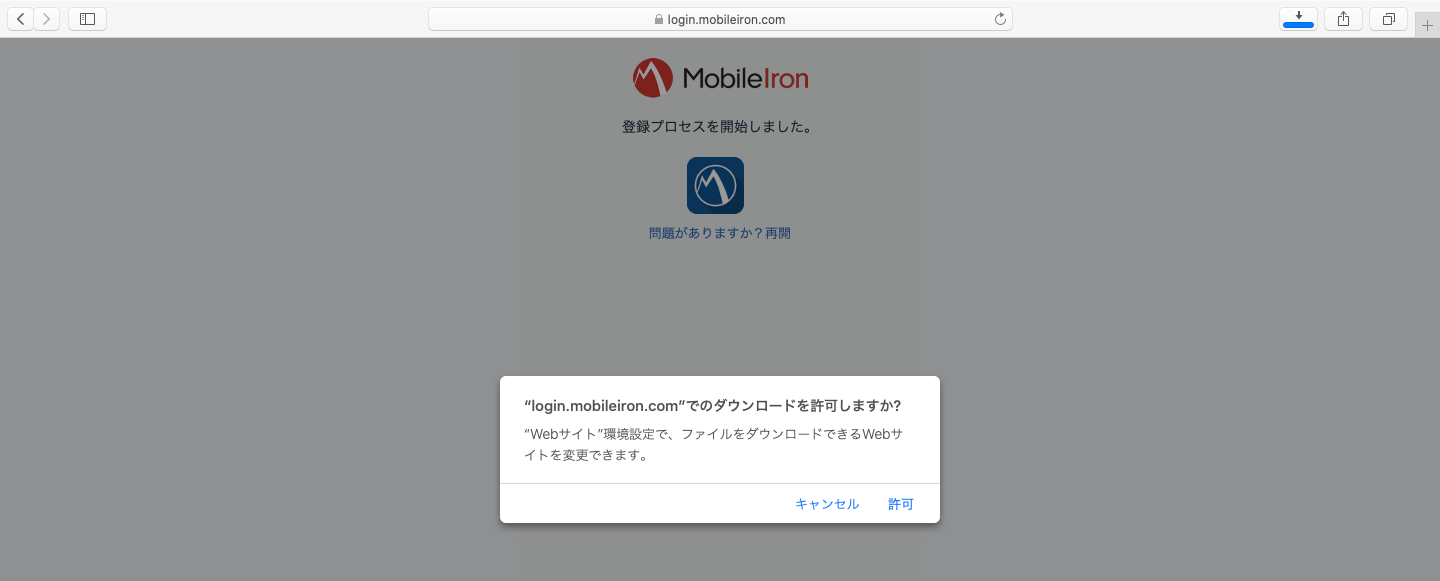 login.mobileiron.com
MobileIron
登録プロセスを開始しました。
問題がありますか？再開
“login.mobileiron.com”でのダウンロードを許可しますか?
“Webサイト”環境設定で、ファイルをダウンロードできるWebサ
イトを変更できます。
キャンセル 許可